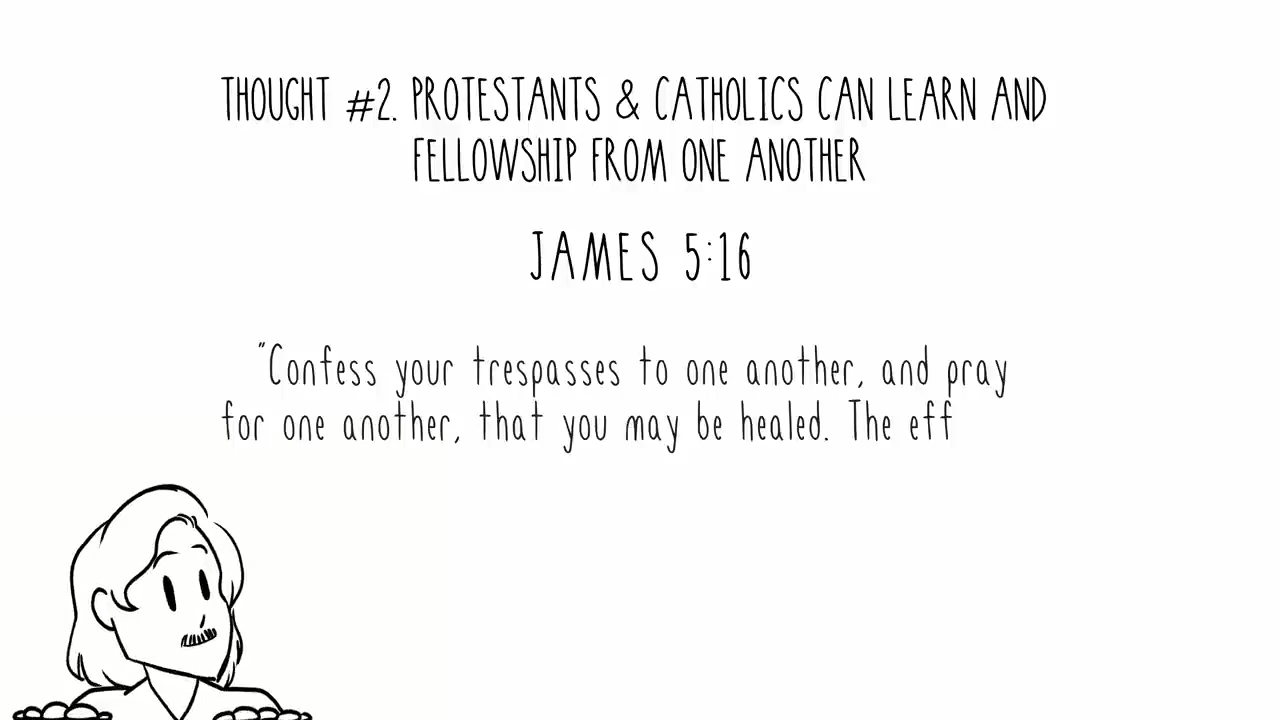 THOUGHT #2. PROTESTANTS & CATHOLICS CAN LEARN AND
FELLOWSHIP FROM ONE ANOTHER
JAMES 5:16
"Confess your trespasses to one another, and pray
for one another, that you may be healed. The eff